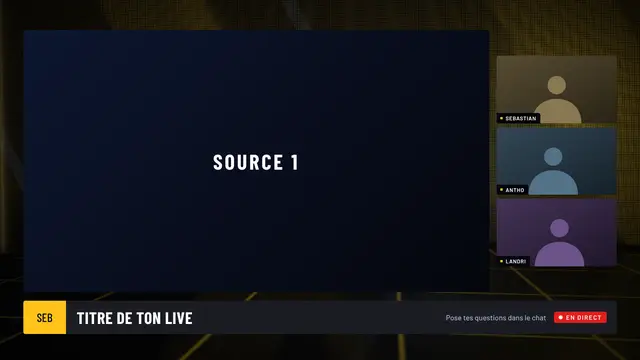 SOURCE 1
SEBASTIAN
ANTHO
LANDRI
SEB
TITRE DE TON LIVE
Pose tes questions dans le chat
EN DIRECT